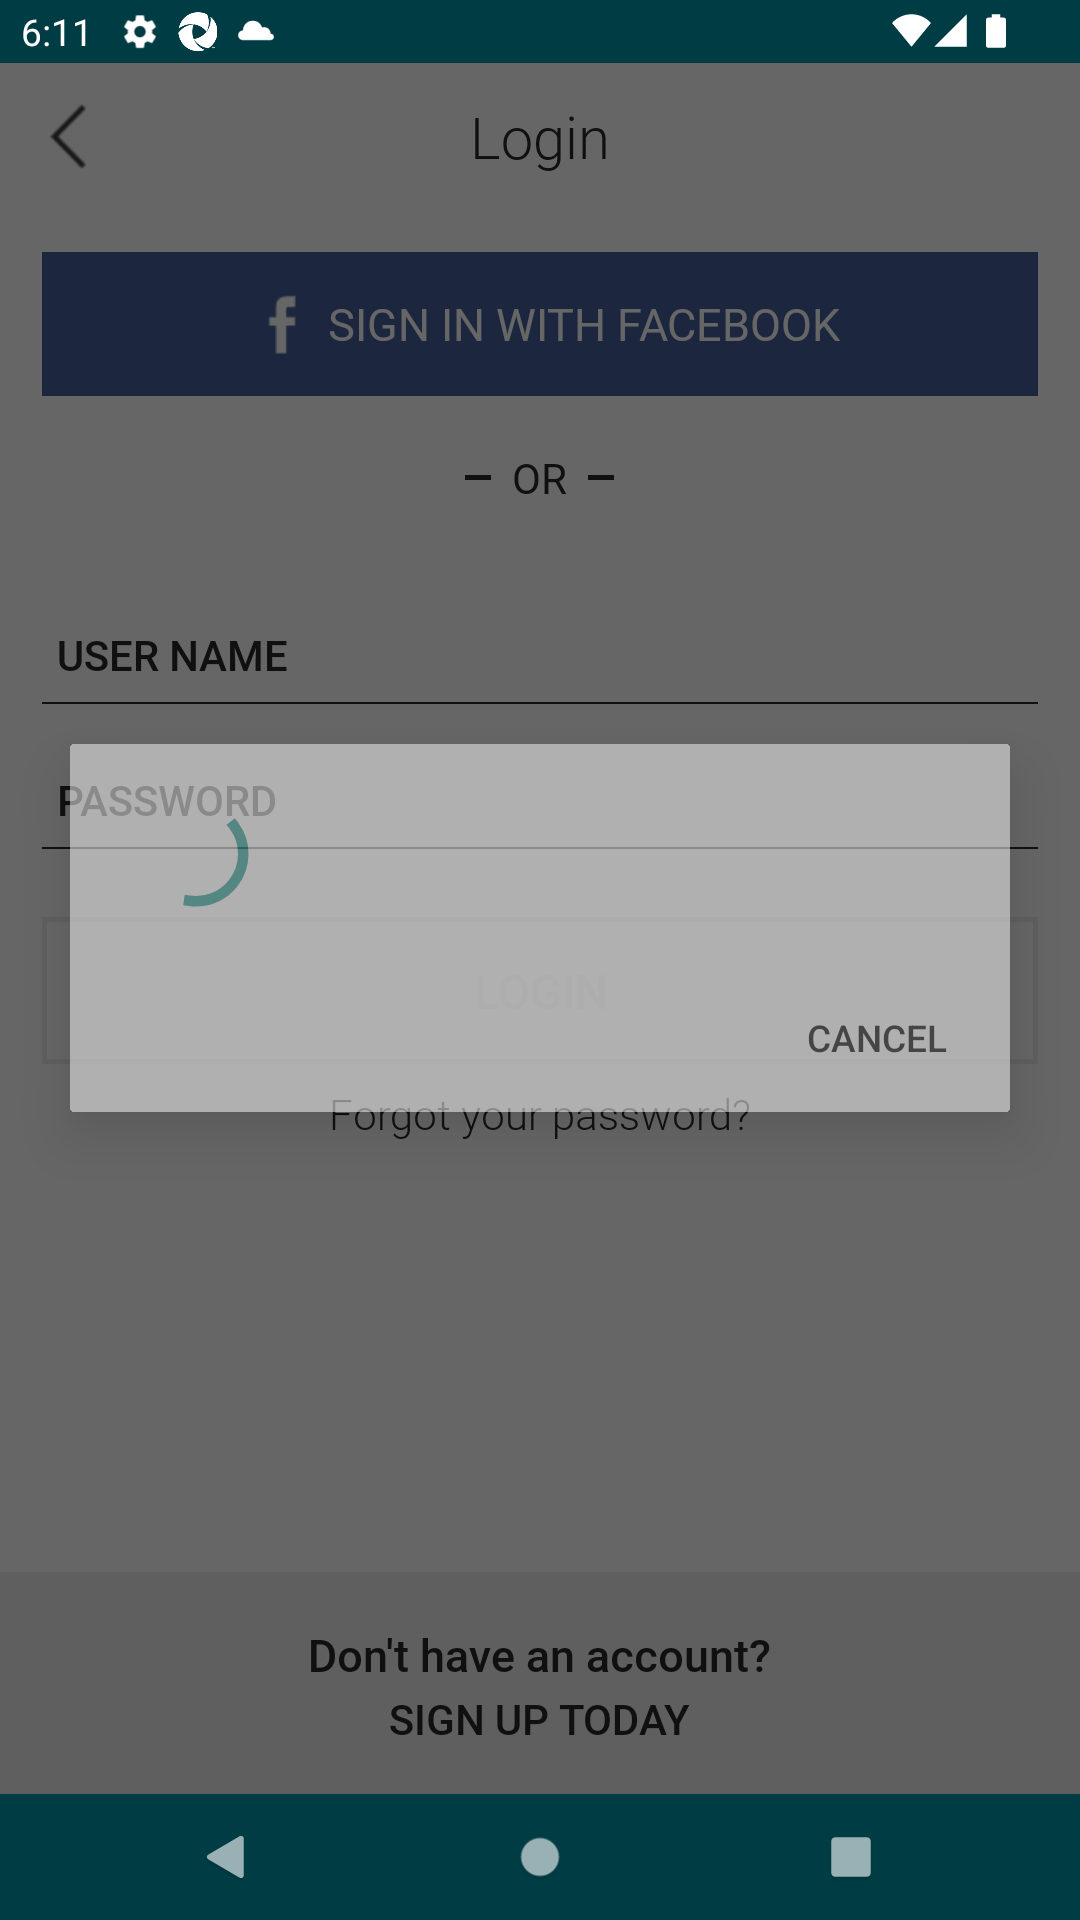 6:11
Login
SIGN IN WITH FACEBOOK
OR
USER NAME
PASSWORD
LOGIN
CANCEL
Forgot your password?
Don't have an account?
SIGN UP TODAY